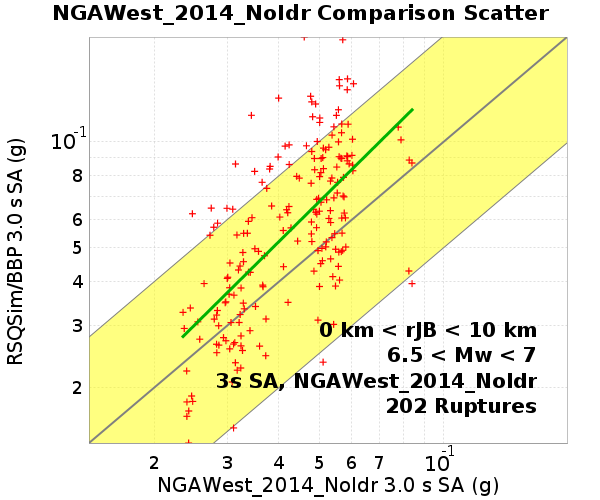 NGAWest_2014_NoIdr Comparison Scatter
RSQSim/BBP 3.0 s SA (g)
10-1
8
6
5
4
3
2
0 km < rJB < 10 km
6.5 < Mw < 7
3s SA, NGAWest_2014_NoIdr
202 Ruptures
2 3 4 5 6 7 10-1
NGAWest_2014_NoIdr 3.0 s SA (g)